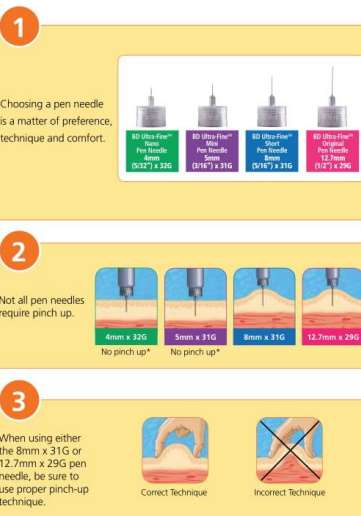 1
Choosing a pen needle
is a matter of preference,
technique and comfort.
BD Ultra-Fine™
Nano
Pen Needle
4mm
(5/32") x 32G
BD Ultra-Fine™
Mini
Pen Needle
5mm
(3/16") x 31G
BD Ultra-Fine™
Short
Pen Needle
8mm
(5/16") x 31G
BD Ultra-Fine™
Original
Pen Needle
12.7mm
(1/2") x 29G
2
Not all pen needles
require pinch up.
4mm x 32G
No pinch up*
5mm x 31G
No pinch up*
8mm x 31G
12.7mm x 29G
3
When using either
the 8mm x 31G or
12.7mm x 29G pen
needle, be sure to
use proper pinch-up
technique.
Correct Technique
Incorrect Technique